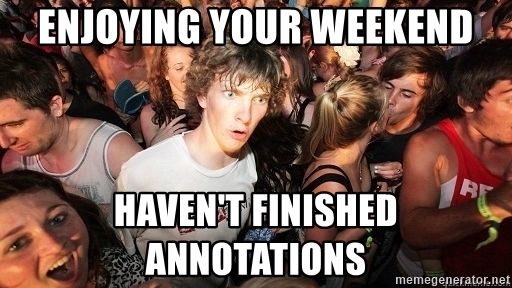 ENJOYING YOUR WEEKEND
HAVEN'T FINISHED
ANNOTATIONS
memegenerator.net